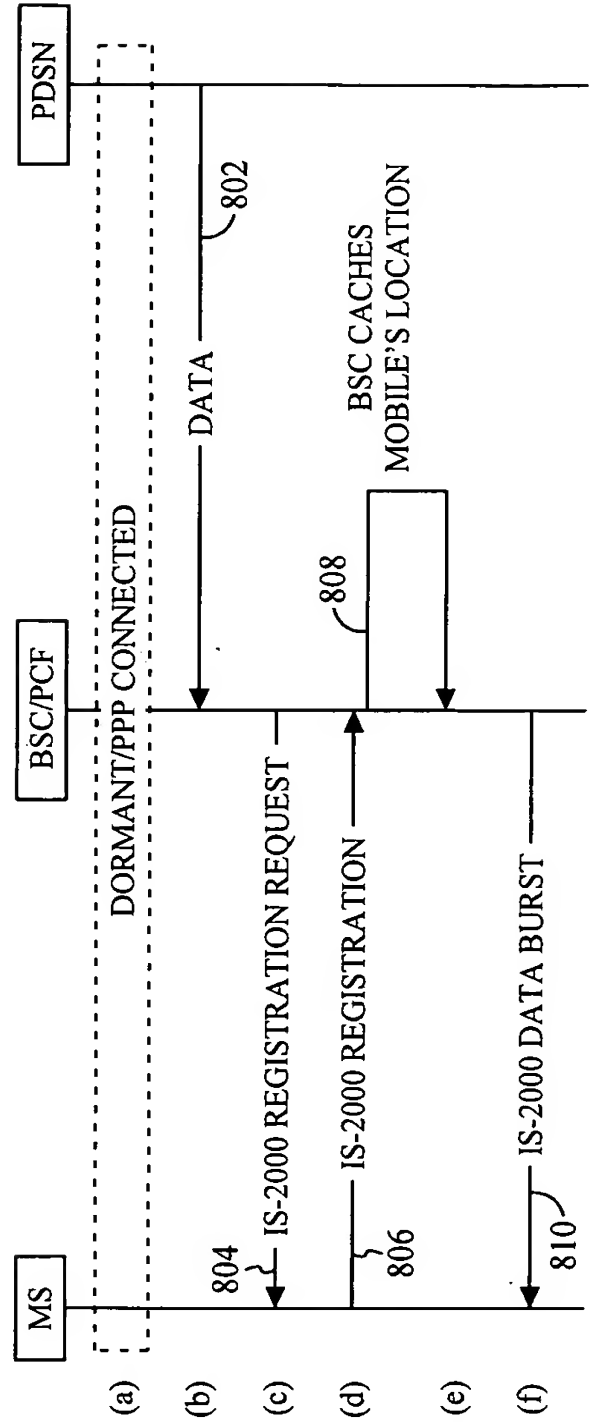 MS
BSC/PCF
PDSN
(a)
DORMANT/PPP CONNECTED
(b)
DATA
802
(c)
804
IS-2000 REGISTRATION REQUEST
(d)
806
IS-2000 REGISTRATION
808
BSC CACHES
MOBILE'S LOCATION
(e)
(f)
IS-2000 DATA BURST
810